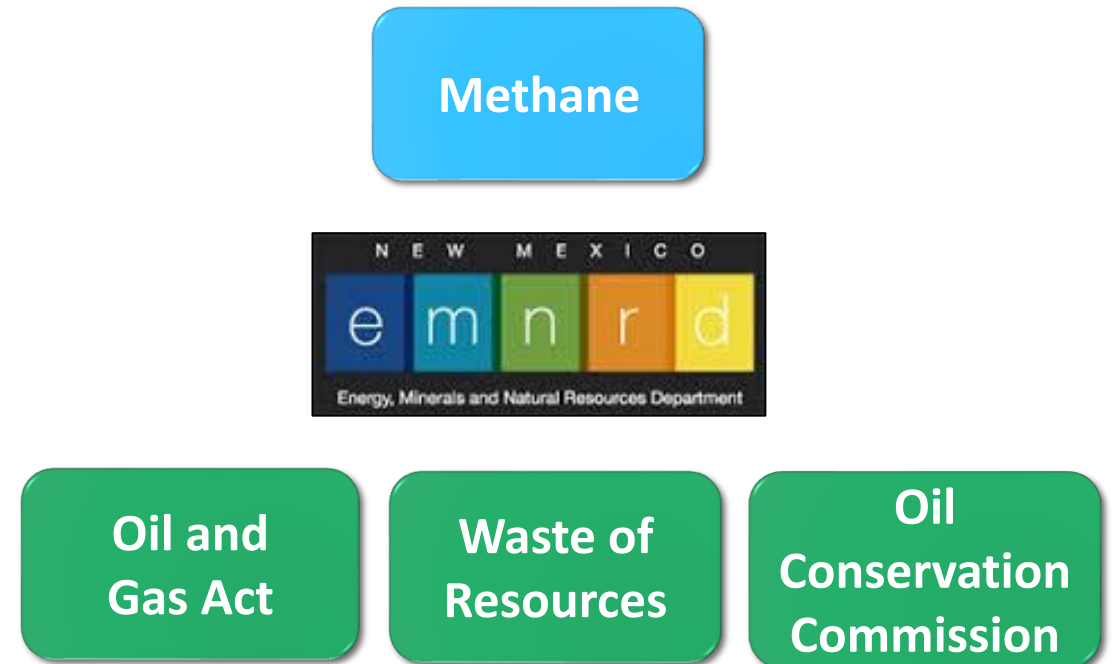 Methane
NEW MEXICO
e m n r d
Energy, Minerals and Natural Resources Department
Oil and
Gas Act
Waste of
Resources
Oil
Conservation
Commission